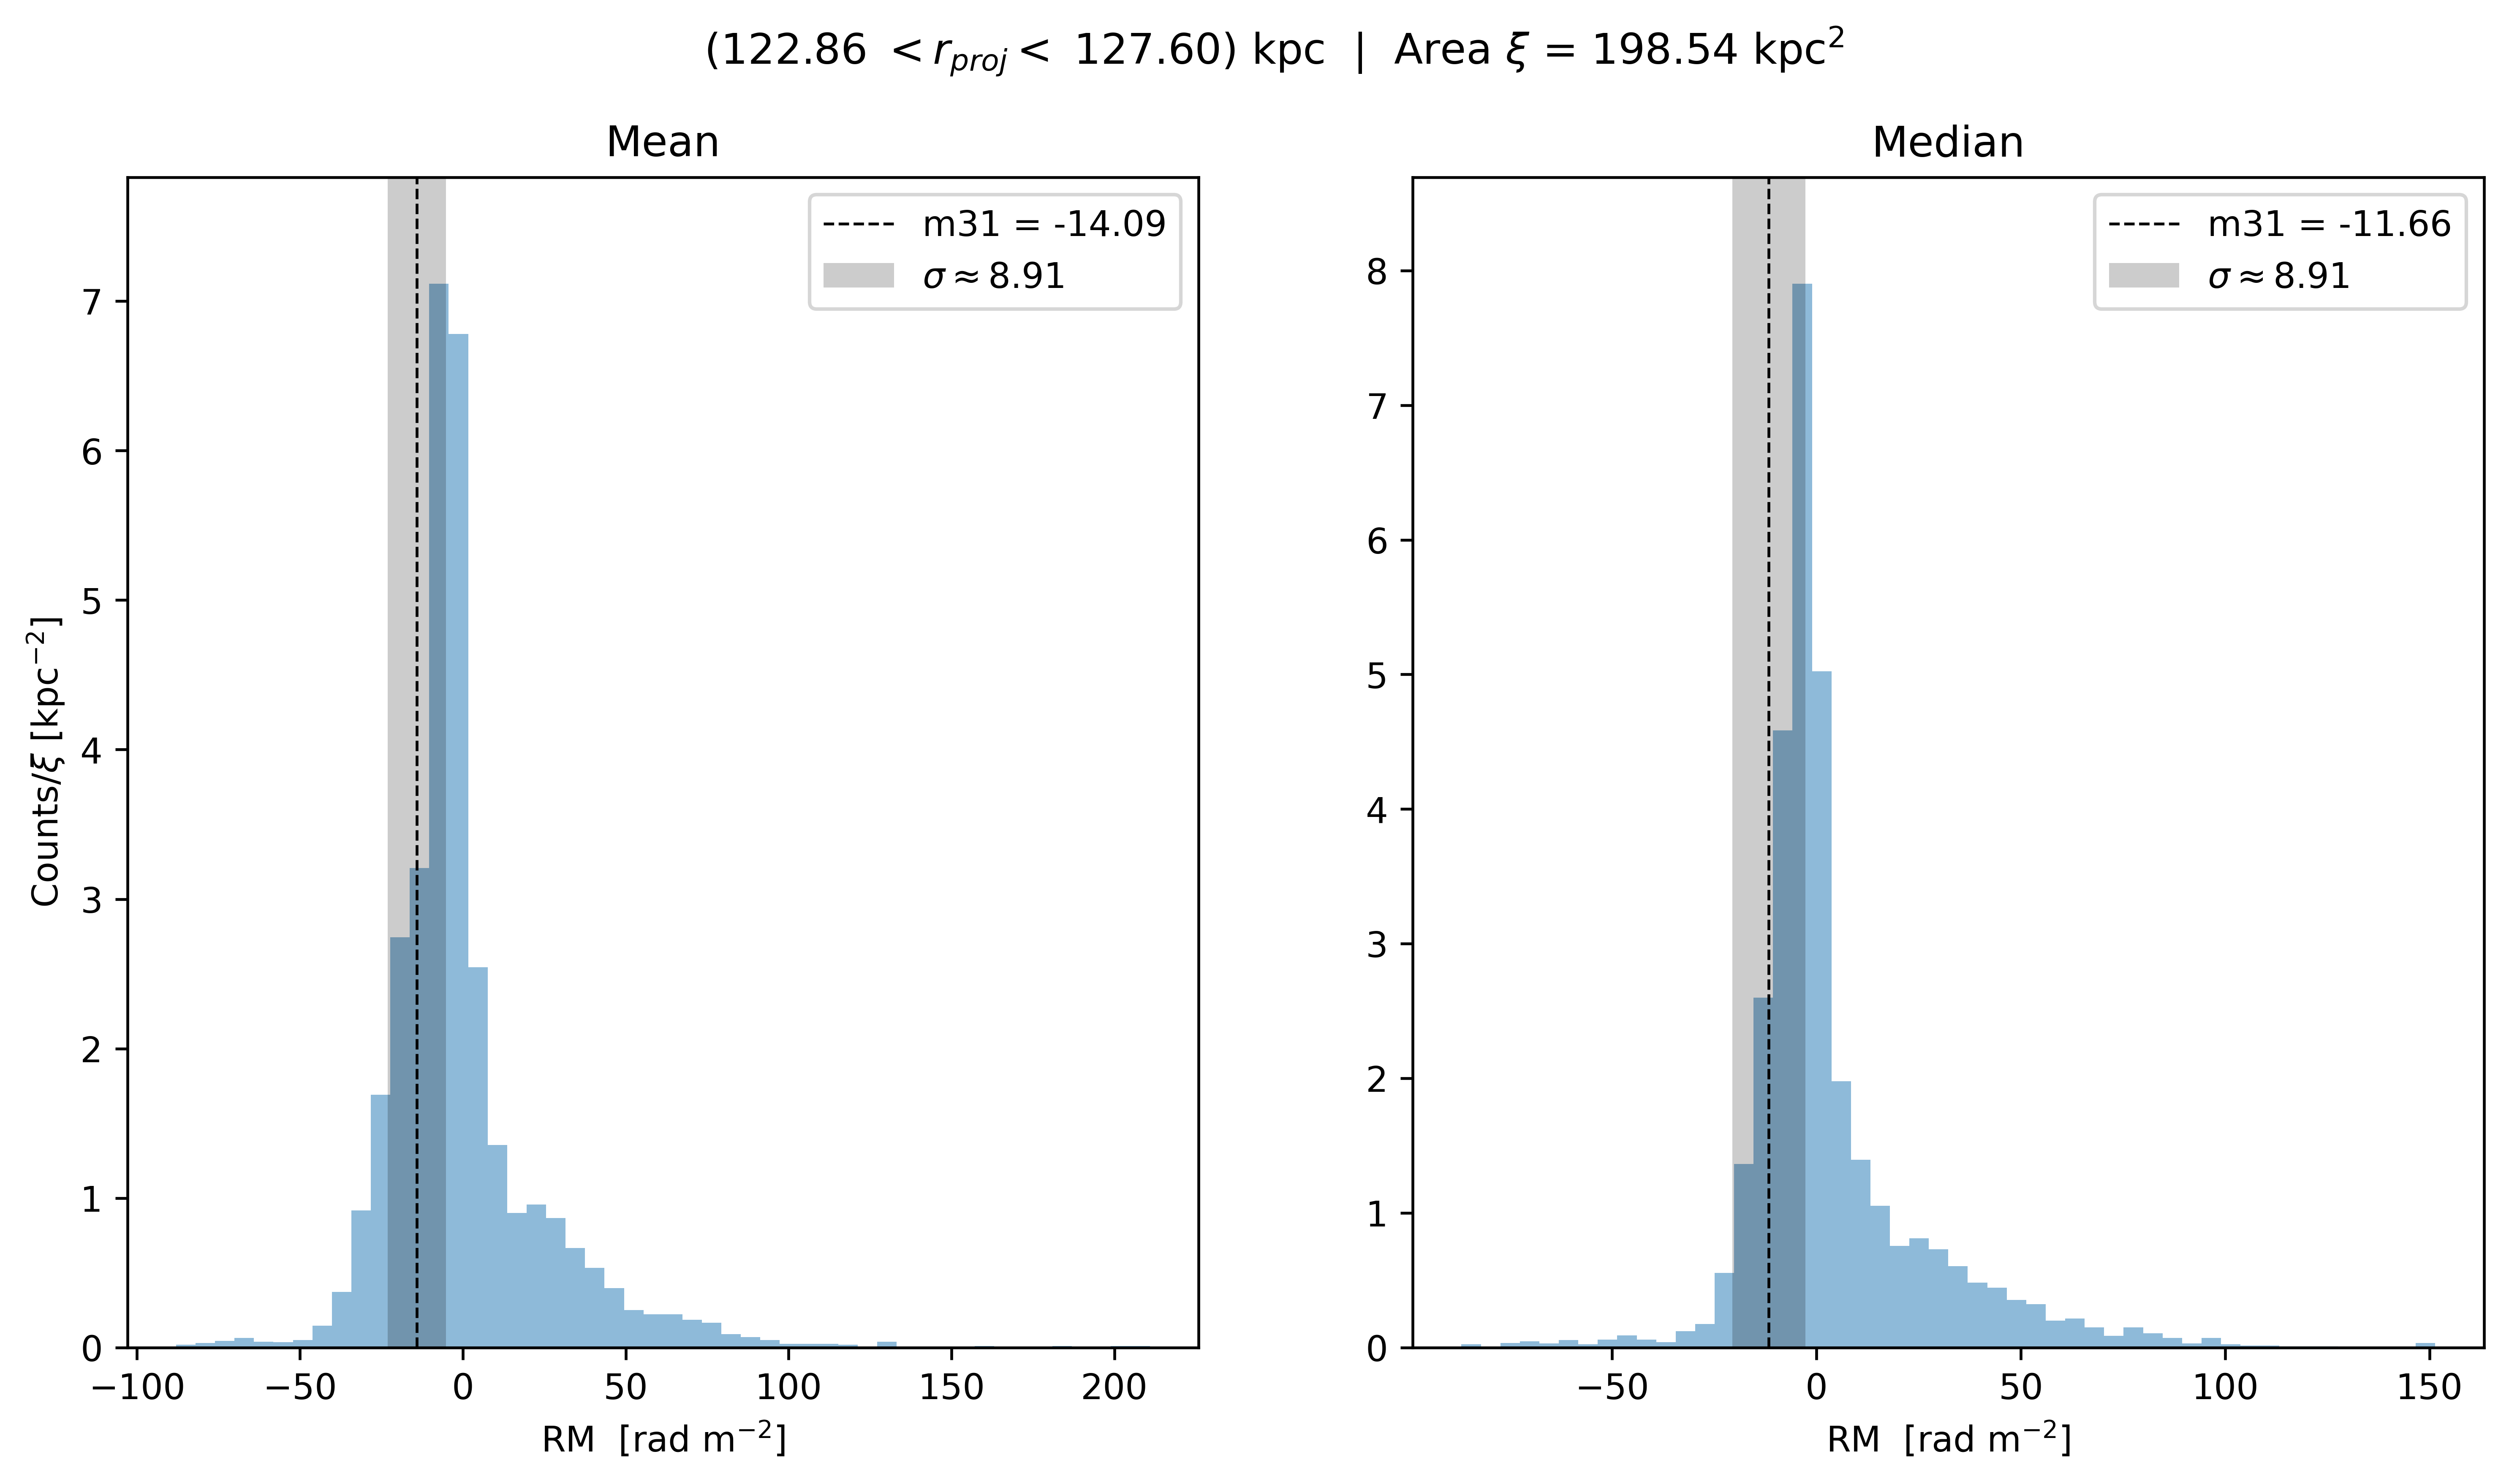 (122.86 < r_proj < 127.60) kpc | Area ξ = 198.54 kpc²
Mean
m31 = -14.09
σ ≈ 8.91
Counts/ξ [kpc⁻²]
7
6
5
4
3
2
1
0
−100 −50 0 50 100 150 200
RM [rad m⁻²]
Median
m31 = -11.66
σ ≈ 8.91
8
7
6
5
4
3
2
1
0
−50 0 50 100 150
RM [rad m⁻²]